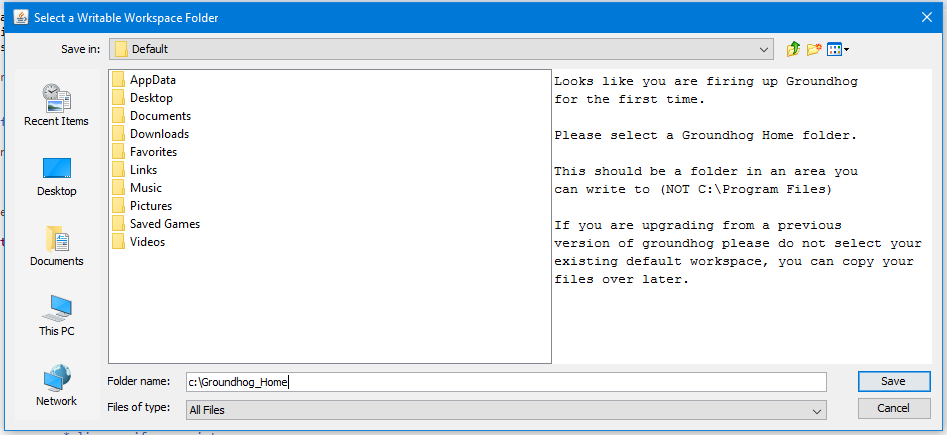 Select a Writable Workspace Folder
Save in:
Default
Recent Items
Desktop
Documents
This PC
Network
AppData
Desktop
Documents
Downloads
Favorites
Links
Music
Pictures
Saved Games
Videos
Looks like you are firing up Groundhog
for the first time.
Please select a Groundhog Home folder.
This should be a folder in an area you
can write to (NOT C:\Program Files)
If you are upgrading from a previous
version of groundhog please do not select your
existing default workspace, you can copy your
files over later.
Folder name:
c:\Groundhog_Home
Save
Files of type:
All Files
Cancel